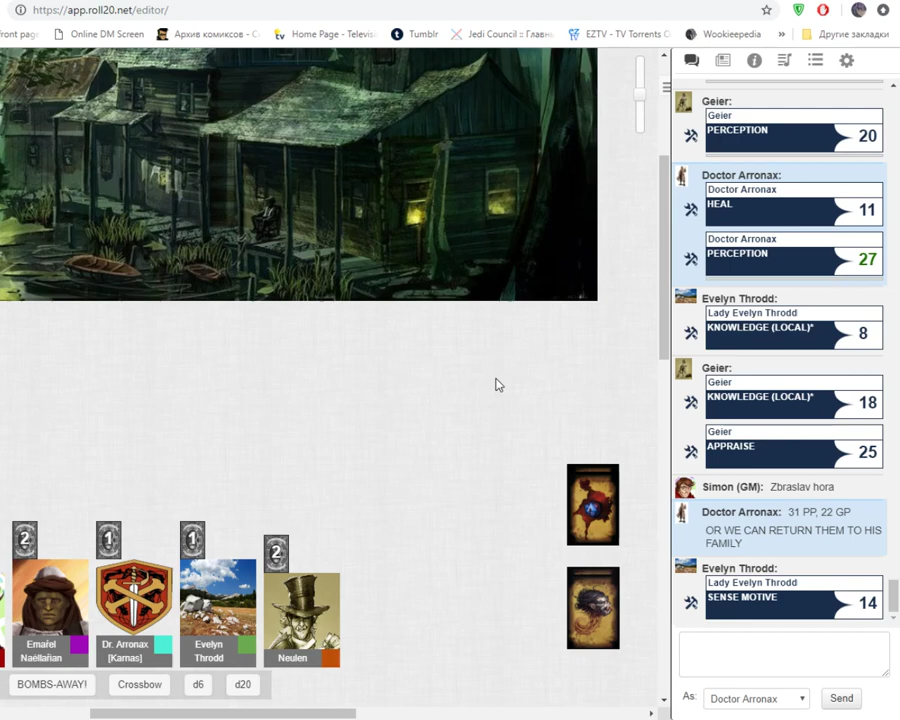 https://app.roll20.net/editor/
front page
Online DM Screen
Архив комиксов - С
Home Page - Televis
Tumblr
Jedi Council :: Глав
EZTV - TV Torrents O
Wookieepedia
»
Другие закладки
Geier:
Geier
PERCEPTION
20
Doctor Arronax:
Doctor Arronax
HEAL
11
Doctor Arronax
PERCEPTION
27
Evelyn Throdd:
Lady Evelyn Throdd
KNOWLEDGE (LOCAL)*
8
Geier:
Geier
KNOWLEDGE (LOCAL)*
18
Geier
APPRAISE
25
Simon (GM): Zbraslav hora
Doctor Arronax: 31 PP, 22 GP
OR WE CAN RETURN THEM TO HIS
FAMILY
Evelyn Throdd:
Lady Evelyn Throdd
SENSE MOTIVE
14
2
1
1
2
Emařel
Naëllařian
Dr. Arronax
[Karnas]
Evelyn
Throdd
Neulen
BOMBS-AWAY!
Crossbow
d6
d20
As:
Doctor Arronax
Send